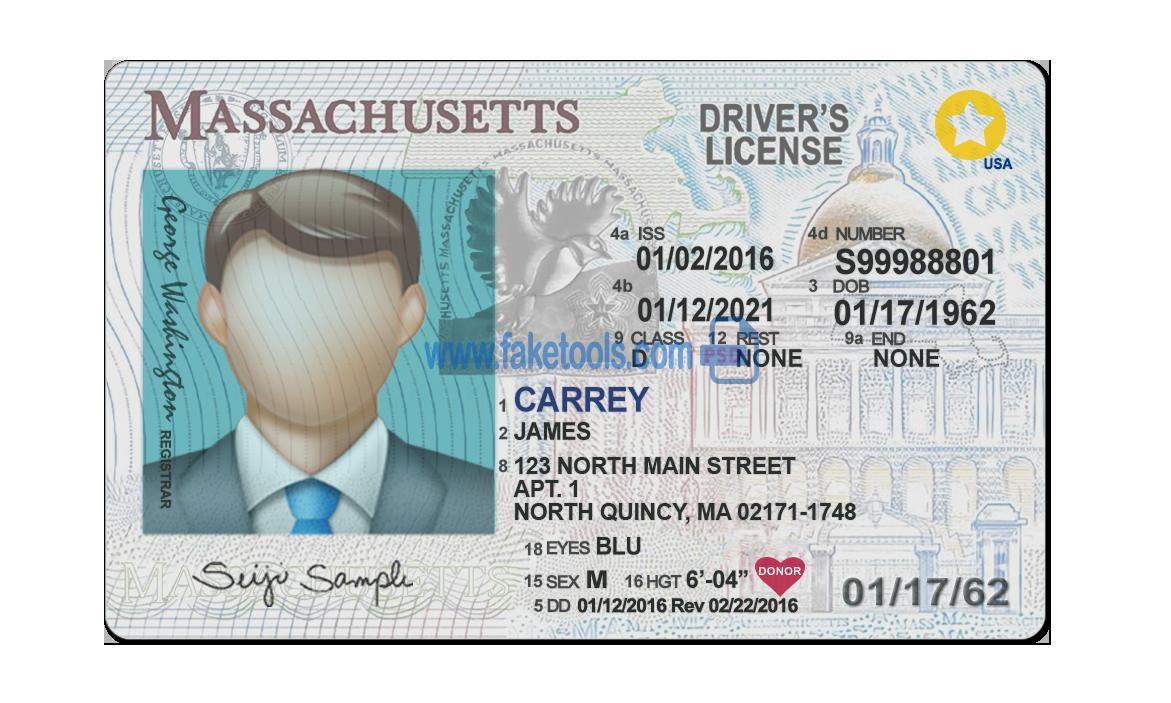 MASSACHUSETTS
DRIVER'S
LICENSE
USA
George Washington REGISTRAR
MASSACHUSETTS
4a ISS
01/02/2016
4d NUMBER
S99988801
4b
01/12/2021
3 DOB
01/17/1962
9 CLASS
D
12 REST
NONE
9a END
NONE
www.faketools.com PSD
1 CARREY
2 JAMES
8 123 NORTH MAIN STREET
APT. 1
NORTH QUINCY, MA 02171-1748
18 EYES BLU
15 SEX M 16 HGT 6'-04”
DONOR
5 DD 01/12/2016 Rev 02/22/2016
01/17/62
Seiji Sample
MASSACHUSETTS